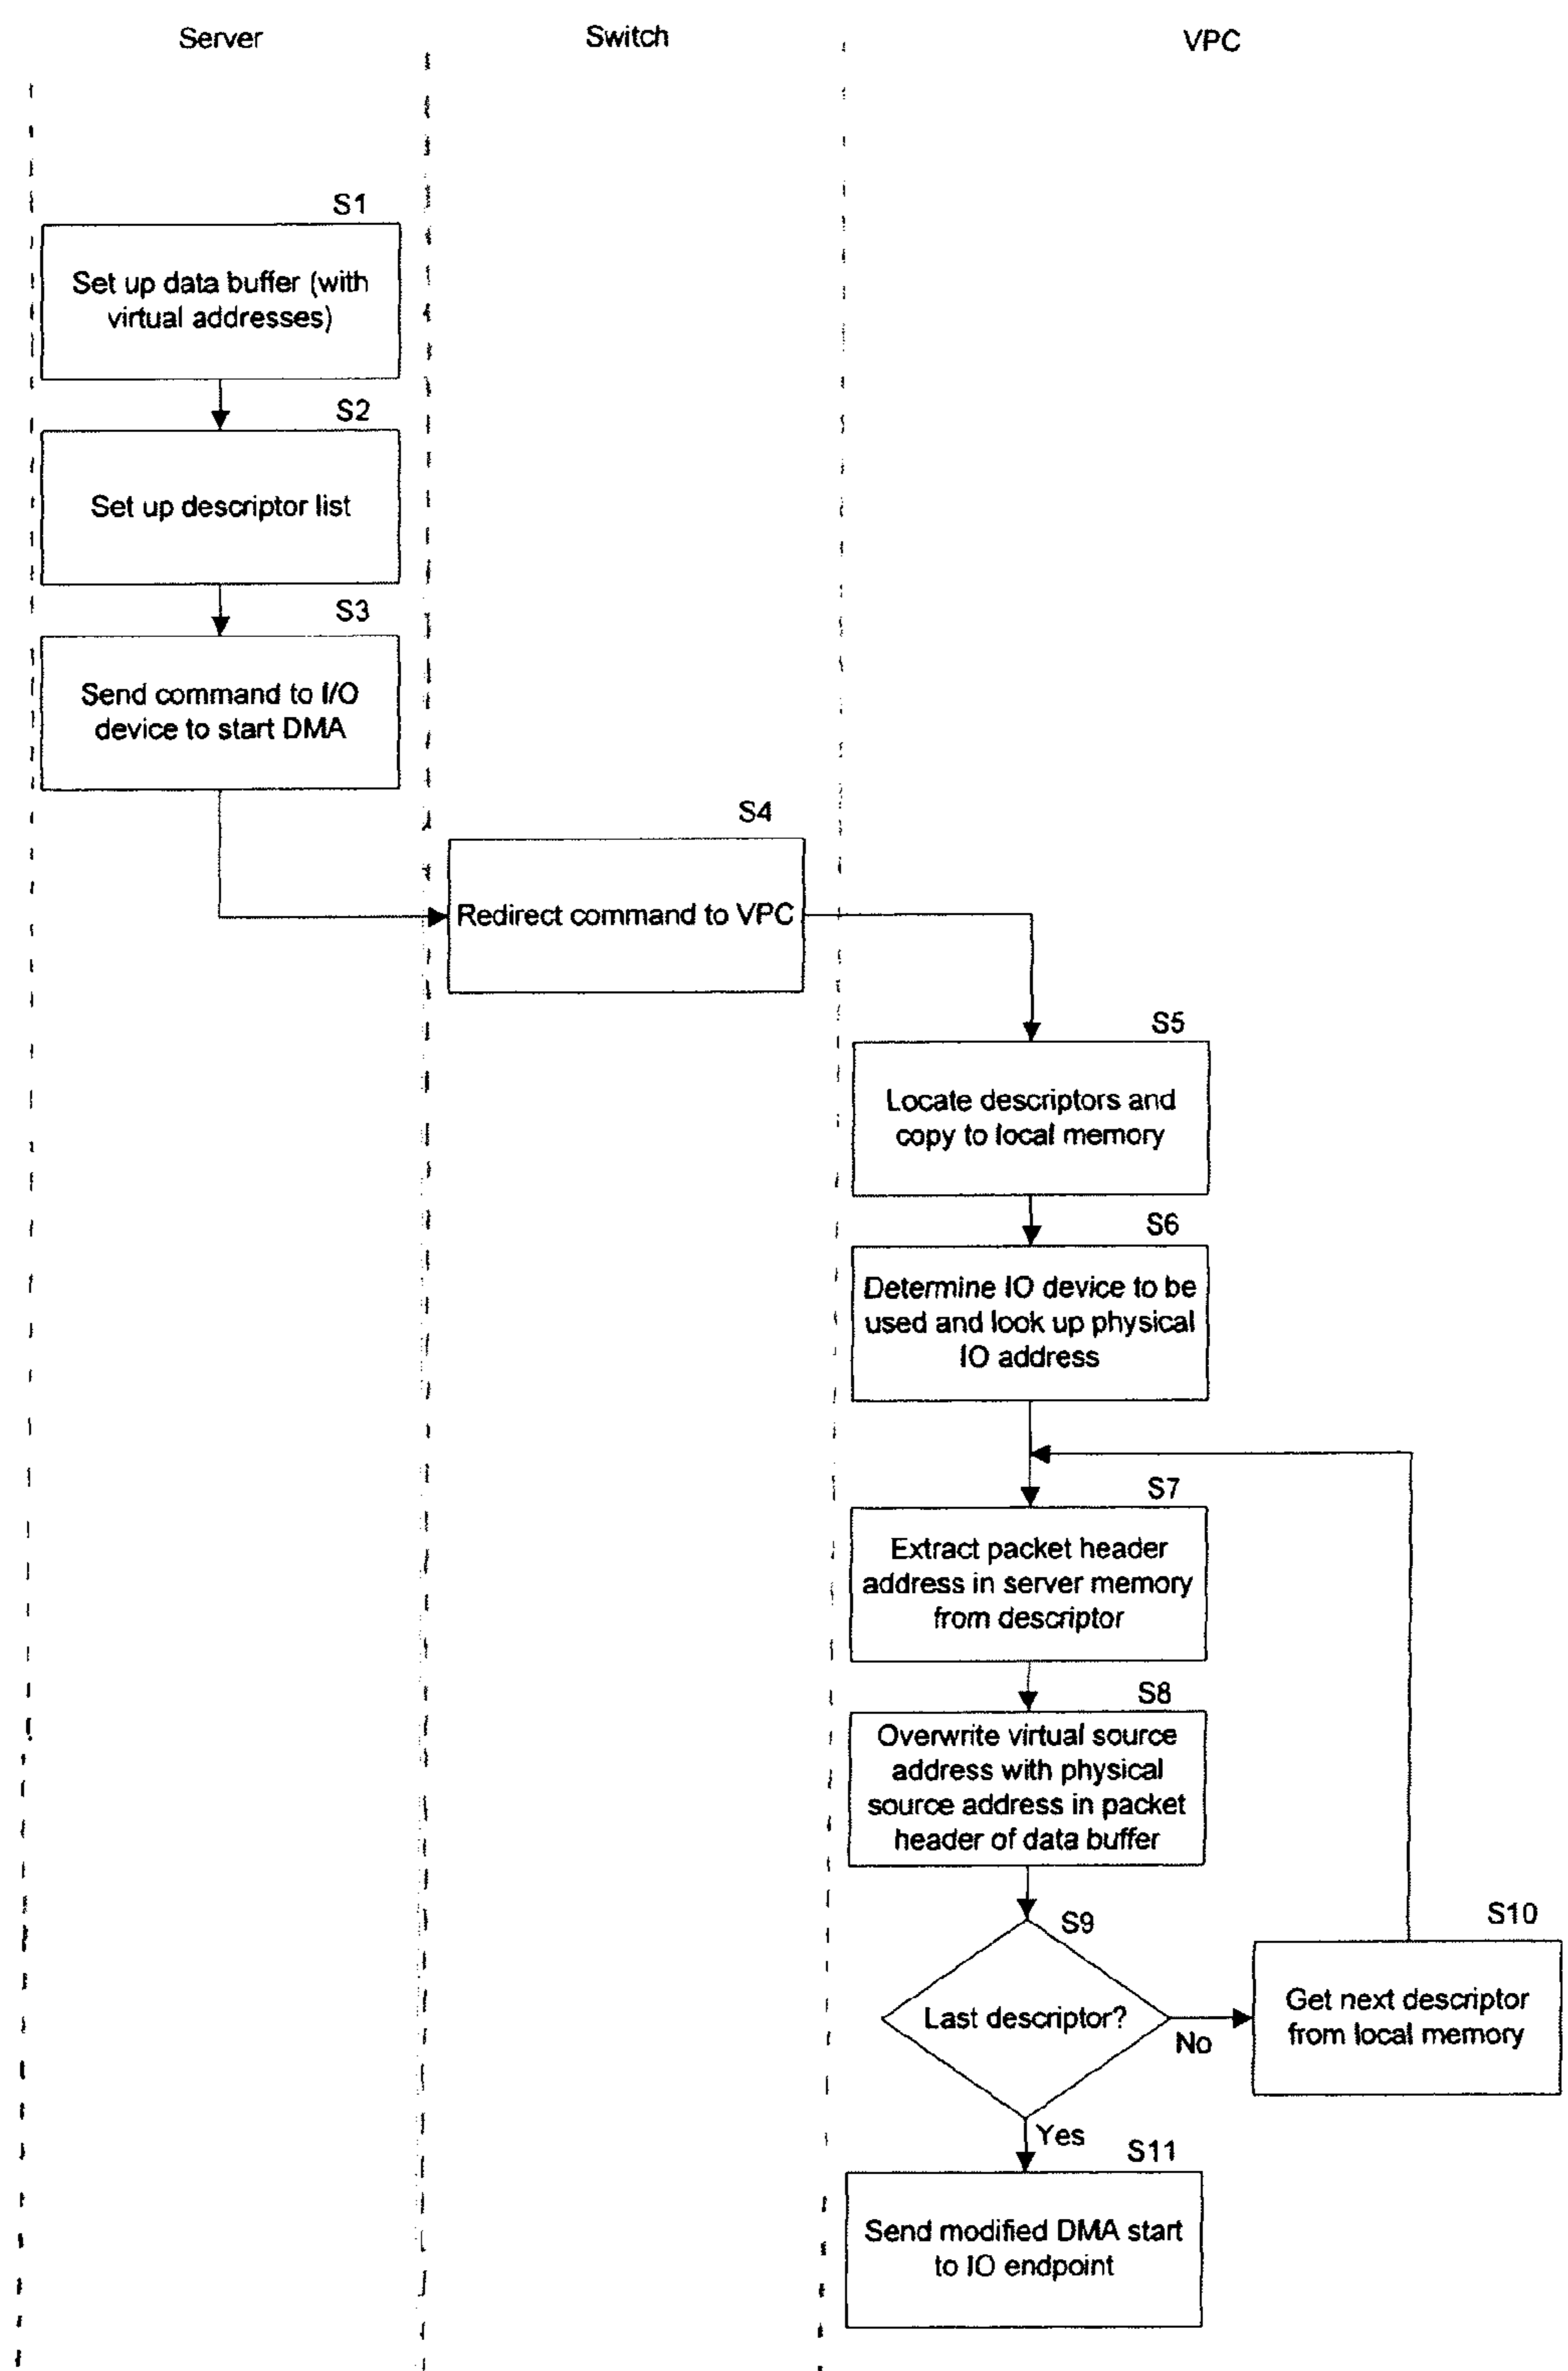 Server
Switch
VPC
S1
Set up data buffer (with
virtual addresses)
S2
Set up descriptor list
S3
Send command to I/O
device to start DMA
S4
Redirect command to VPC
S5
Locate descriptors and
copy to local memory
S6
Determine IO device to be
used and look up physical
IO address
S7
Extract packet header
address in server memory
from descriptor
S8
Overwrite virtual source
address with physical
source address in packet
header of data buffer
S9
Last descriptor?
No
S10
Get next descriptor
from local memory
Yes
S11
Send modified DMA start
to IO endpoint